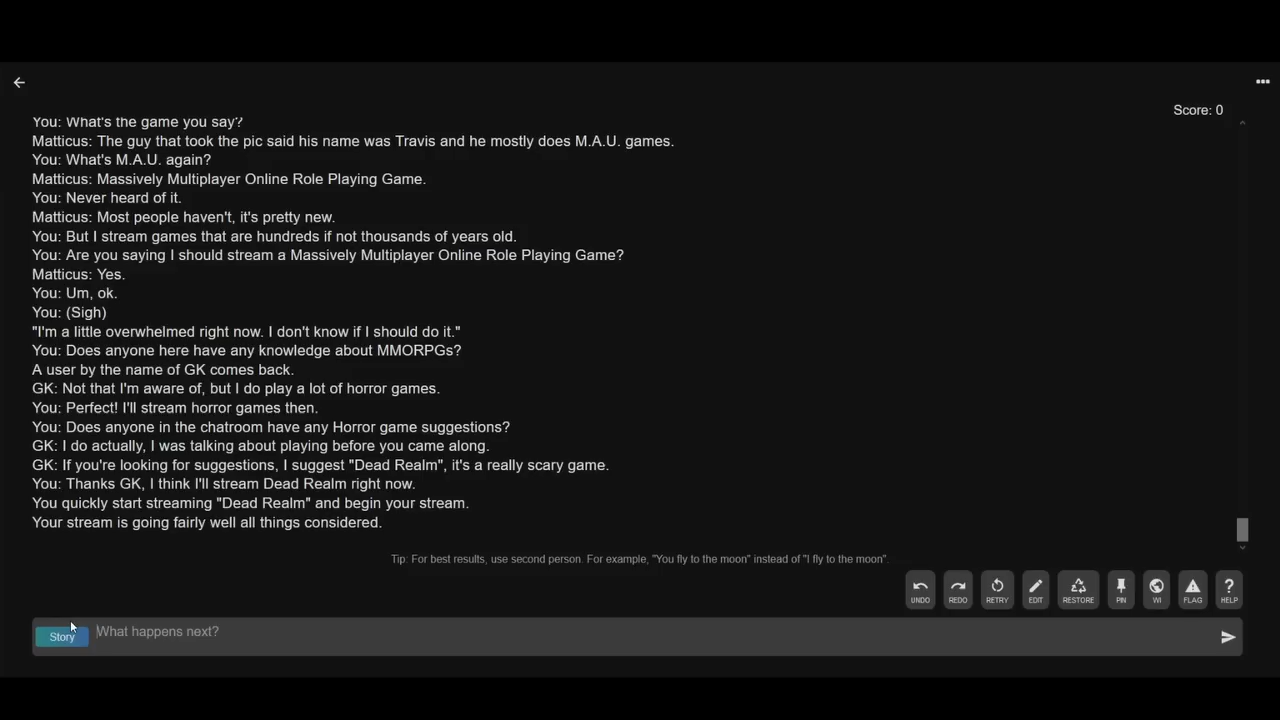 Score: 0
You: What's the game you say?
Matticus: The guy that took the pic said his name was Travis and he mostly does M.A.U. games.
You: What's M.A.U. again?
Matticus: Massively Multiplayer Online Role Playing Game.
You: Never heard of it.
Matticus: Most people haven't, it's pretty new.
You: But I stream games that are hundreds if not thousands of years old.
You: Are you saying I should stream a Massively Multiplayer Online Role Playing Game?
Matticus: Yes.
You: Um, ok.
You: (Sigh)
"I'm a little overwhelmed right now. I don't know if I should do it."
You: Does anyone here have any knowledge about MMORPGs?
A user by the name of GK comes back.
GK: Not that I'm aware of, but I do play a lot of horror games.
You: Perfect! I'll stream horror games then.
You: Does anyone in the chatroom have any Horror game suggestions?
GK: I do actually, I was talking about playing before you came along.
GK: If you're looking for suggestions, I suggest "Dead Realm", it's a really scary game.
You: Thanks GK, I think I'll stream Dead Realm right now.
You quickly start streaming "Dead Realm" and begin your stream.
Your stream is going fairly well all things considered.
Tip: For best results, use second person. For example, "You fly to the moon" instead of "I fly to the moon".
UNDO REDO RETRY EDIT RESTORE PIN WI FLAG HELP
Story What happens next?